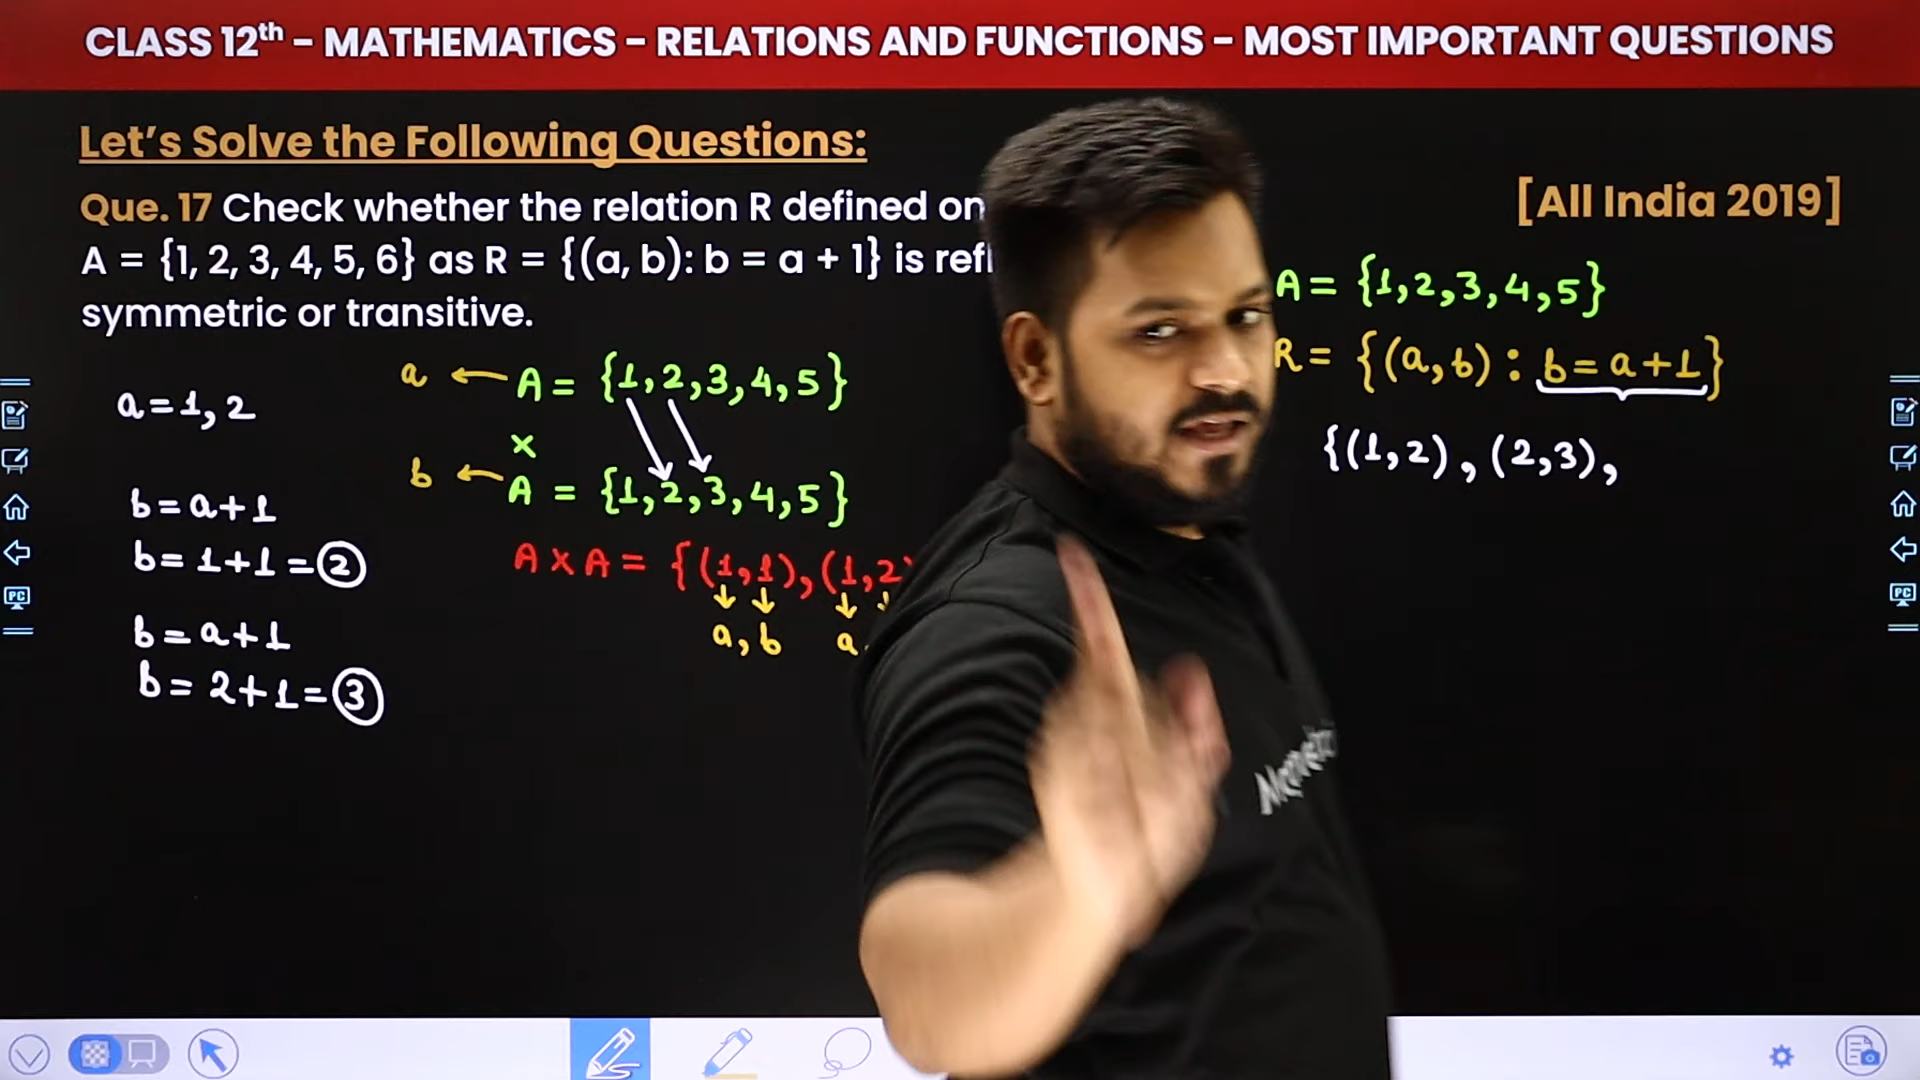 CLASS 12th – MATHEMATICS – RELATIONS AND FUNCTIONS – MOST IMPORTANT QUESTIONS
Let's Solve the Following Questions:
Que. 17 Check whether the relation R defined on
[All India 2019]
A = {1, 2, 3, 4, 5, 6} as R = {(a, b): b = a + 1} is
symmetric or transitive.
A = {1,2,3,4,5}
R = {(a,b) : b = a+1}
{(1,2), (2,3),
a ← A = {1,2,3,4,5}
×
b ← A = {1,2,3,4,5}
A × A = {(1,1), (1,2
↓ ↓ ↓ ↓
a, b a
a = 1, 2
b = a+1
b = 1+1 = 2
b = a+1
b = 2+1 = 3
PC
PC